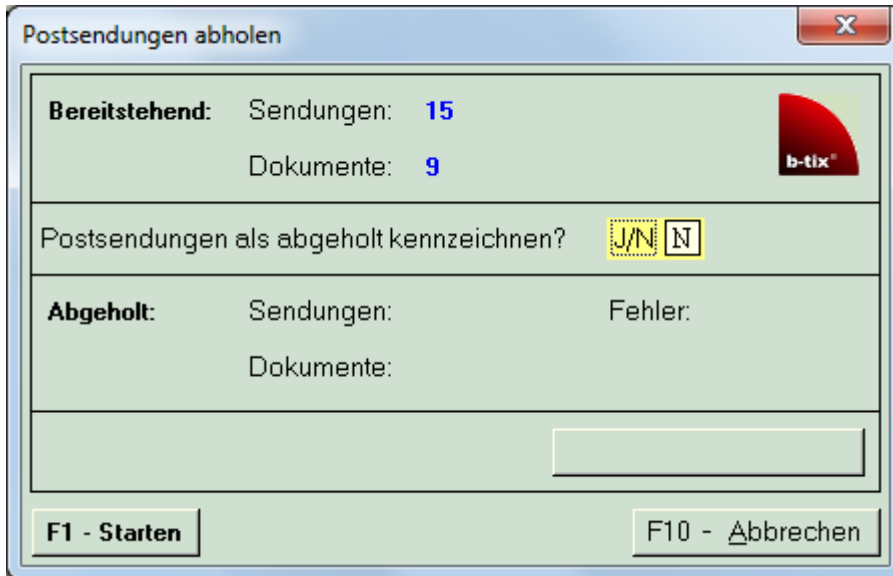 Postsendungen abholen
Bereitstehend: Sendungen: 15
b-tix®
Dokumente: 9
Postsendungen als abgeholt kennzeichnen? J/N N
Abgeholt: Sendungen: Fehler:
Dokumente:
F1 - Starten F10 - Abbrechen